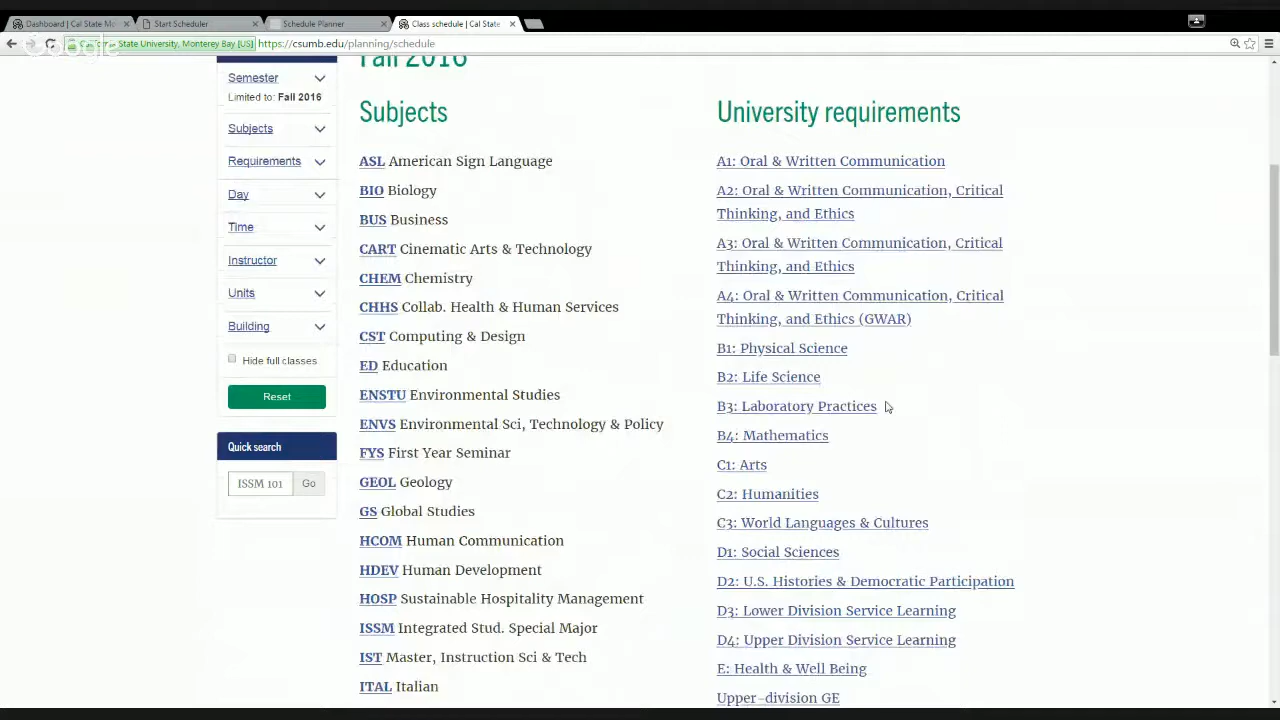 Dashboard | Cal State Mo
Start Scheduler
Schedule Planner
Class schedule | Cal State
State University, Monterey Bay [US]
https://csumb.edu/planning/schedule
Google
Fall 2016
Semester
Limited to: Fall 2016
Subjects
Requirements
Day
Time
Instructor
Units
Building
Hide full classes
Reset
Quick search
ISSM 101
Go
Subjects
ASL American Sign Language
BIO Biology
BUS Business
CART Cinematic Arts & Technology
CHEM Chemistry
CHHS Collab. Health & Human Services
CST Computing & Design
ED Education
ENSTU Environmental Studies
ENVS Environmental Sci, Technology & Policy
FYS First Year Seminar
GEOL Geology
GS Global Studies
HCOM Human Communication
HDEV Human Development
HOSP Sustainable Hospitality Management
ISSM Integrated Stud. Special Major
IST Master, Instruction Sci & Tech
ITAL Italian
University requirements
A1: Oral & Written Communication
A2: Oral & Written Communication, Critical
Thinking, and Ethics
A3: Oral & Written Communication, Critical
Thinking, and Ethics
A4: Oral & Written Communication, Critical
Thinking, and Ethics (GWAR)
B1: Physical Science
B2: Life Science
B3: Laboratory Practices
B4: Mathematics
C1: Arts
C2: Humanities
C3: World Languages & Cultures
D1: Social Sciences
D2: U.S. Histories & Democratic Participation
D3: Lower Division Service Learning
D4: Upper Division Service Learning
E: Health & Well Being
Upper-division GE